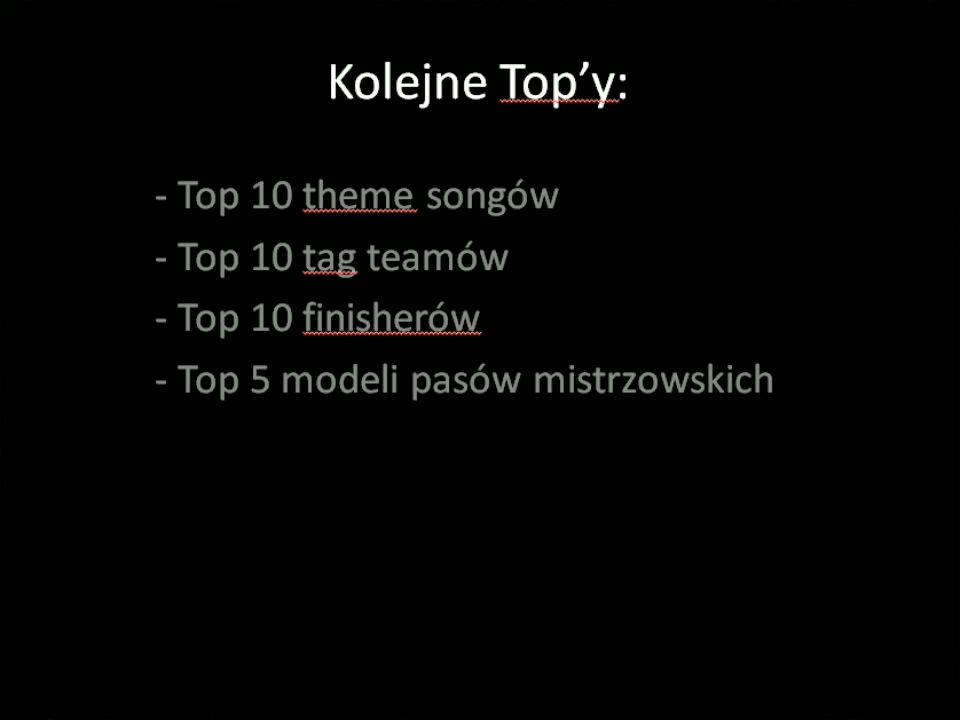 Kolejne Top’y:
- Top 10 theme songów
- Top 10 tag teamów
- Top 10 finisherów
- Top 5 modeli pasów mistrzowskich